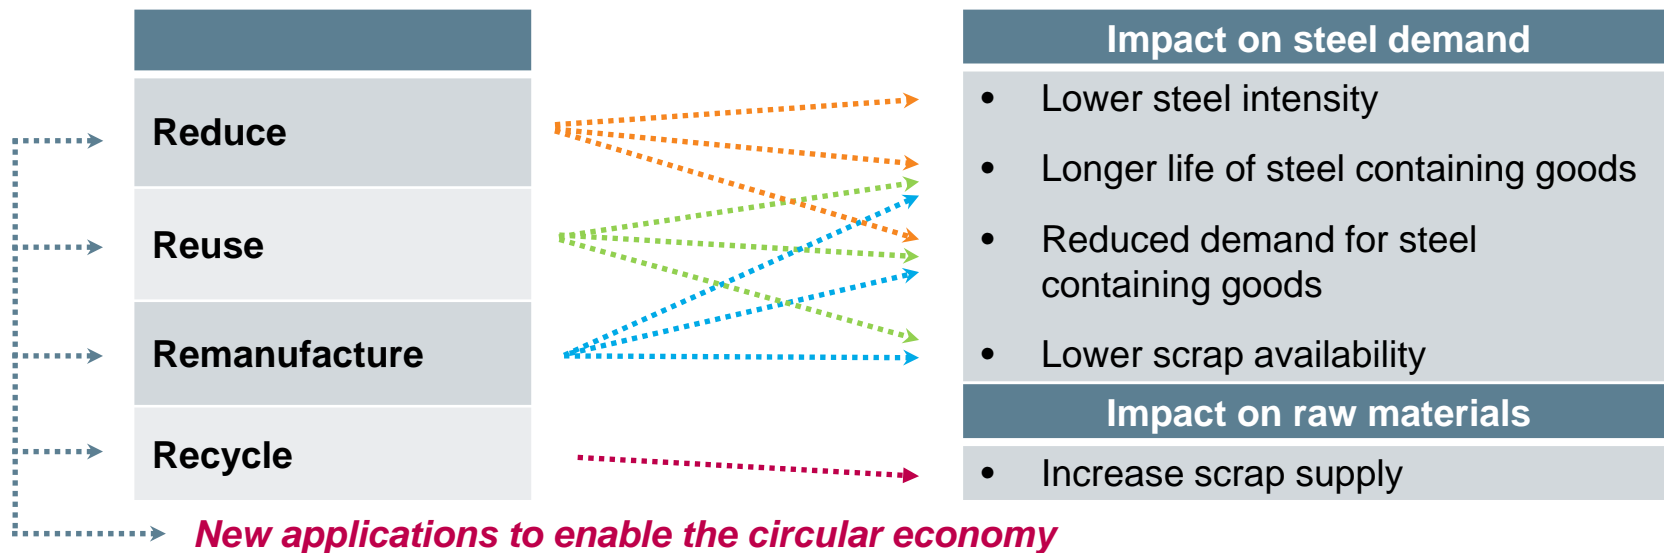 Reduce
Reuse
Remanufacture
Recycle
Impact on steel demand
• Lower steel intensity
• Longer life of steel containing goods
• Reduced demand for steel
containing goods
• Lower scrap availability
Impact on raw materials
• Increase scrap supply
New applications to enable the circular economy